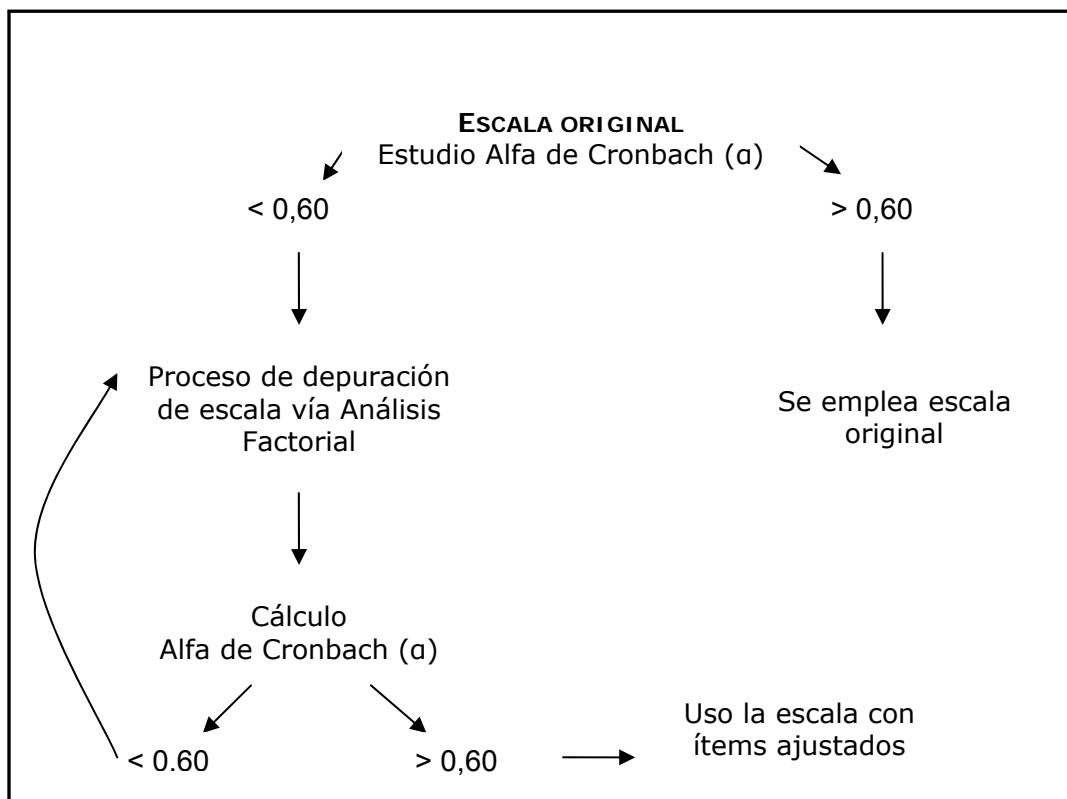 ESCALA ORIGINAL
Estudio Alfa de Cronbach (α)
< 0,60
> 0,60
Proceso de depuración
de escala vía Análisis
Factorial
Se emplea escala
original
Cálculo
Alfa de Cronbach (α)
< 0.60
> 0,60
Uso la escala con
ítems ajustados